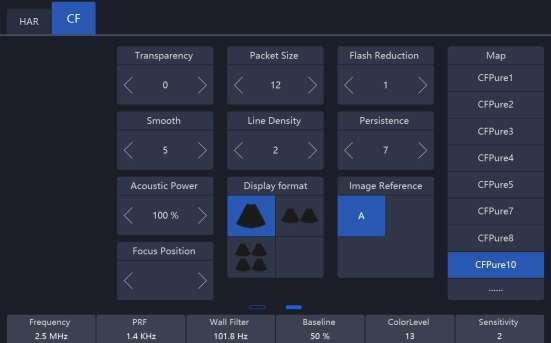 HAR
CF
Transparency
0
Packet Size
12
Flash Reduction
1
Smooth
5
Line Density
2
Persistence
7
Acoustic Power
100 %
Display format
Image Reference
A
Focus Position
Map
CFPure1
CFPure2
CFPure3
CFPure4
CFPure5
CFPure7
CFPure8
CFPure10
......
Frequency
2.5 MHz
PRF
1.4 KHz
Wall Filter
101.8 Hz
Baseline
50 %
ColorLevel
13
Sensitivity
2